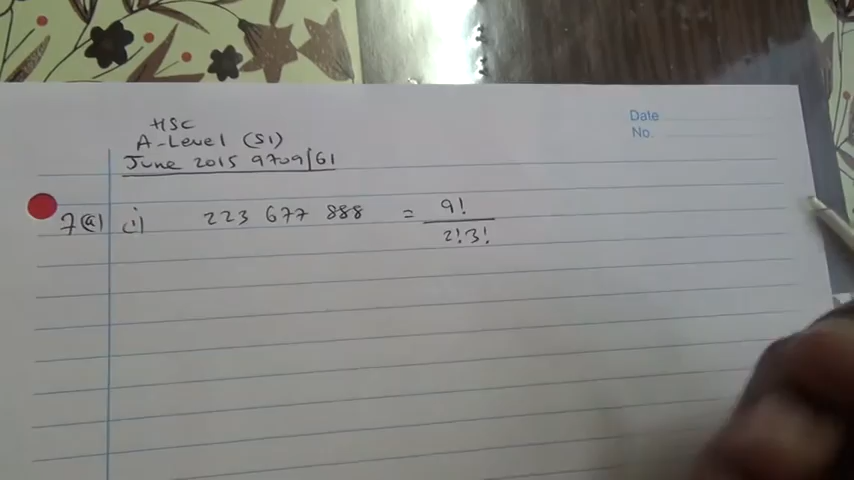 Date
No.
HSC
A-Level (S1)
June 2015 9709/61
7(a) (i) 223 677 888 = 9!
2!3!